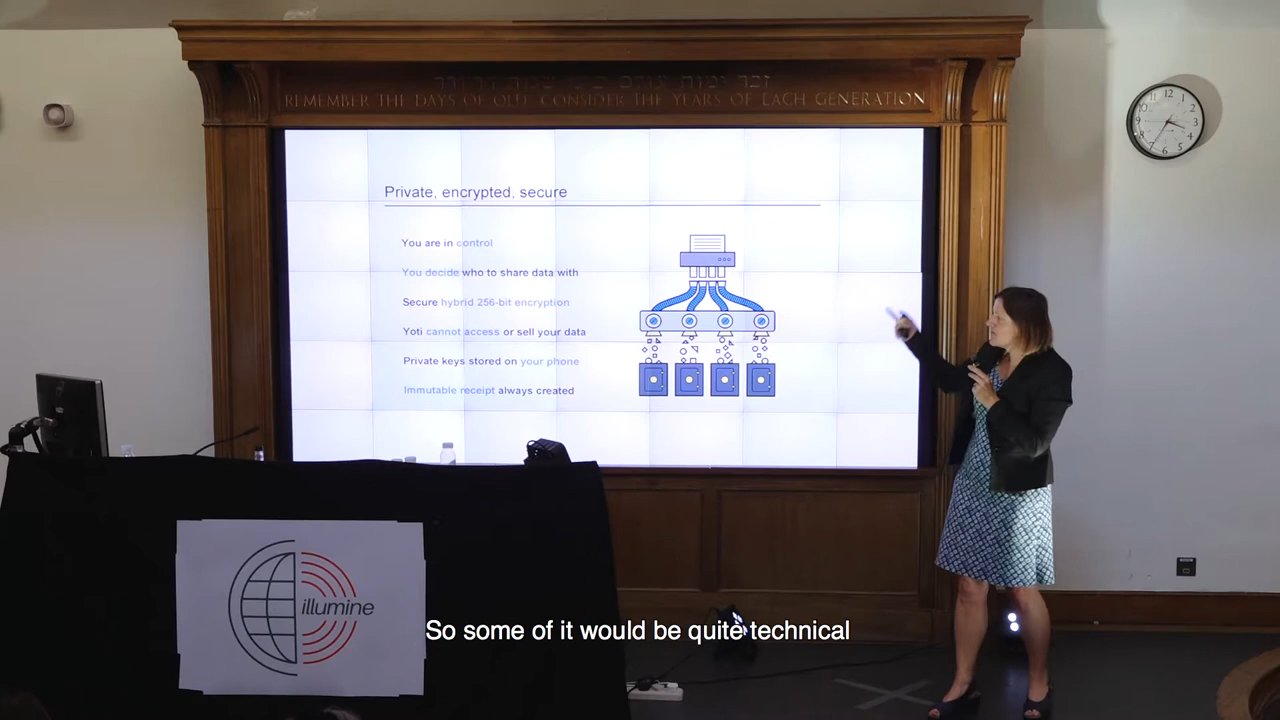 REMEMBER THE DAYS OF OLD CONSIDER THE YEARS OF EACH GENERATION
Private, encrypted, secure
You are in control
You decide who to share data with
Secure hybrid 256-bit encryption
Yoti cannot access or sell your data
Private keys stored on your phone
Immutable receipt always created
illumine
So some of it would be quite technical